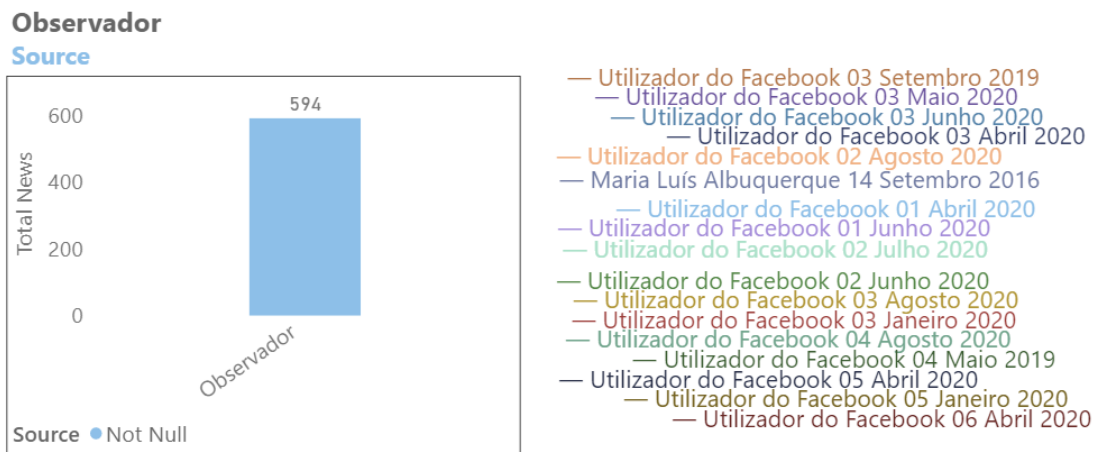 Observador
Source
594
600
400
200
0
Total News
Observador
Source Not Null
— Utilizador do Facebook 03 Setembro 2019
— Utilizador do Facebook 03 Maio 2020
— Utilizador do Facebook 03 Junho 2020
— Utilizador do Facebook 03 Abril 2020
— Utilizador do Facebook 02 Agosto 2020
— Maria Luís Albuquerque 14 Setembro 2016
— Utilizador do Facebook 01 Abril 2020
— Utilizador do Facebook 01 Junho 2020
— Utilizador do Facebook 02 Julho 2020
— Utilizador do Facebook 02 Junho 2020
— Utilizador do Facebook 03 Agosto 2020
— Utilizador do Facebook 03 Janeiro 2020
— Utilizador do Facebook 04 Agosto 2020
— Utilizador do Facebook 04 Maio 2019
— Utilizador do Facebook 05 Abril 2020
— Utilizador do Facebook 05 Janeiro 2020
— Utilizador do Facebook 06 Abril 2020